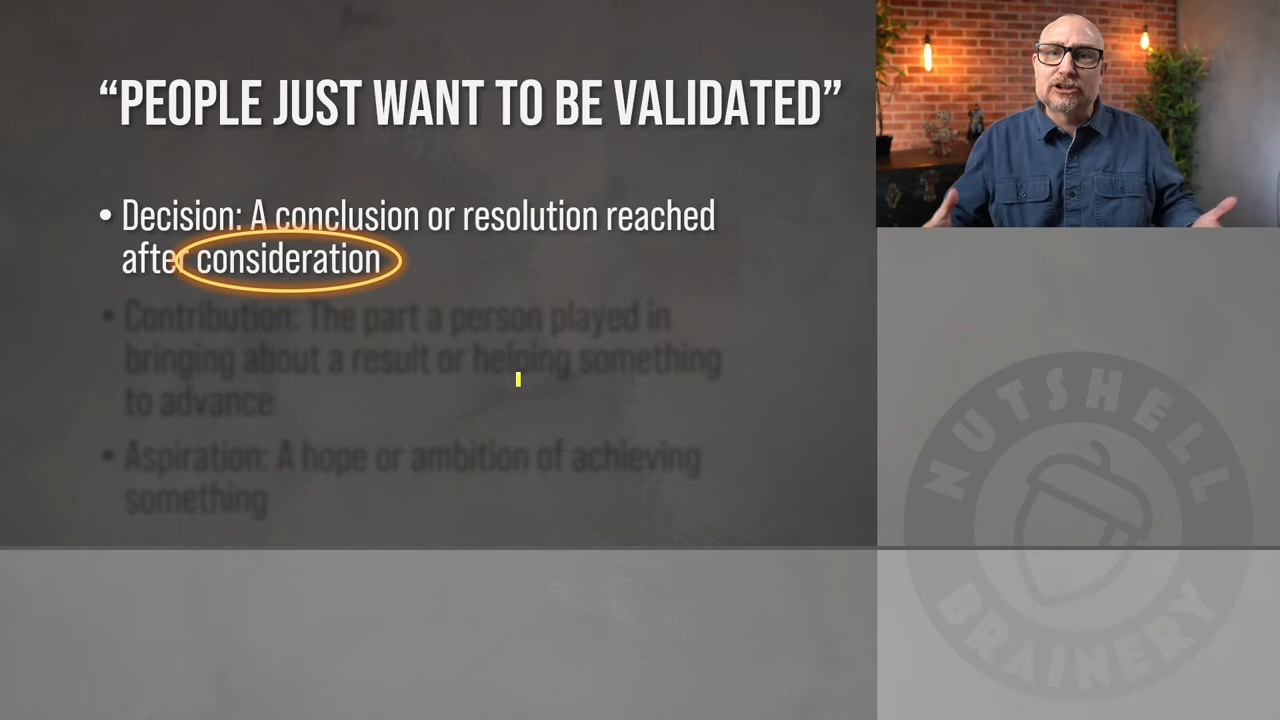 “PEOPLE JUST WANT TO BE VALIDATED”
• Decision: A conclusion or resolution reached
after consideration
• Contribution: The part a person played in
bringing about a result or helping something
to advance
• Aspiration: A hope or ambition of achieving
something
NUTSHELL
BRAINERY